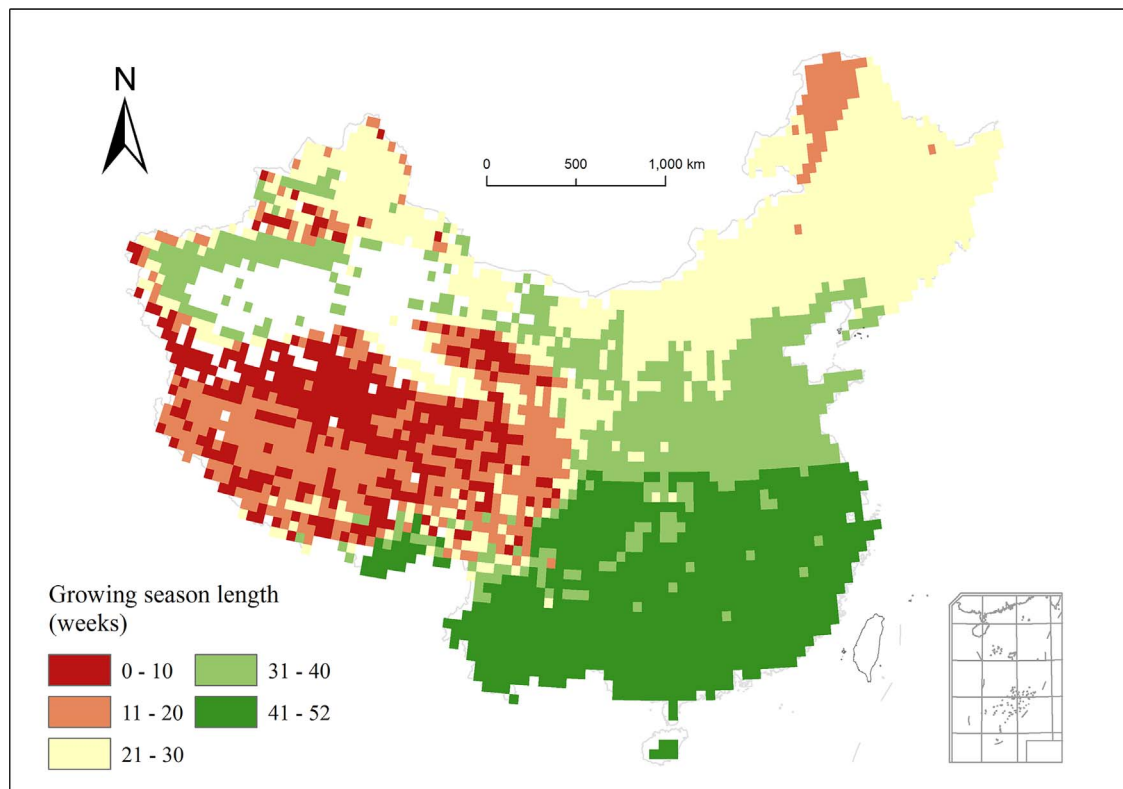 N
0 500 1,000 km
Growing season length
(weeks)
0 - 10
11 - 20
21 - 30
31 - 40
41 - 52